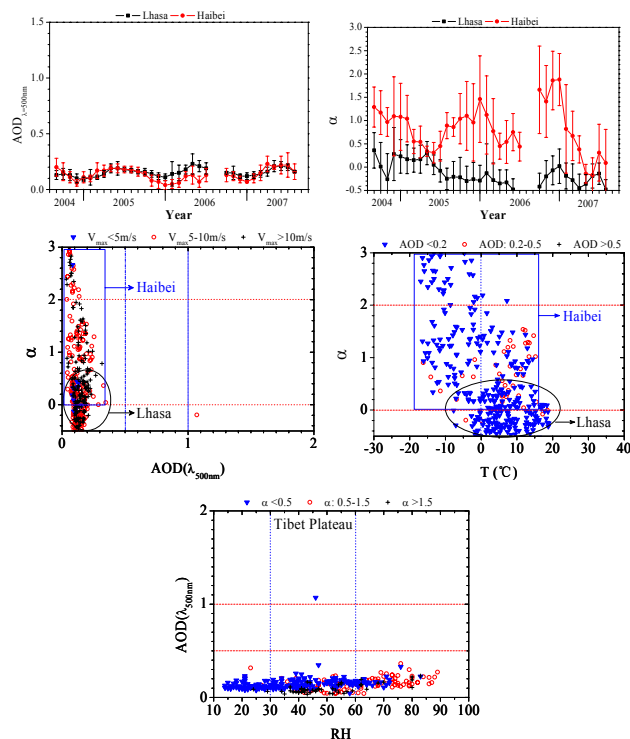 Lhasa Haibei
1.5
1.0
0.5
0.0
AODλ=500nm
2004 2005 2006 2007
Year
Lhasa Haibei
3.0
2.5
2.0
1.5
1.0
0.5
0.0
-0.5
α
2004 2005 2006 2007
Year
Vmax<5m/s Vmax5-10m/s Vmax>10m/s
3
2
1
0
α
Haibei
Lhasa
0 1 2
AOD(λ500nm)
AOD <0.2 AOD: 0.2-0.5 AOD >0.5
3
2
1
0
α
Haibei
Lhasa
-30 -20 -10 0 10 20 30 40
T (℃)
α <0.5 α: 0.5-1.5 α >1.5
Tibet Plateau
2
1
0
AOD(λ500nm)
10 20 30 40 50 60 70 80 90 100
RH